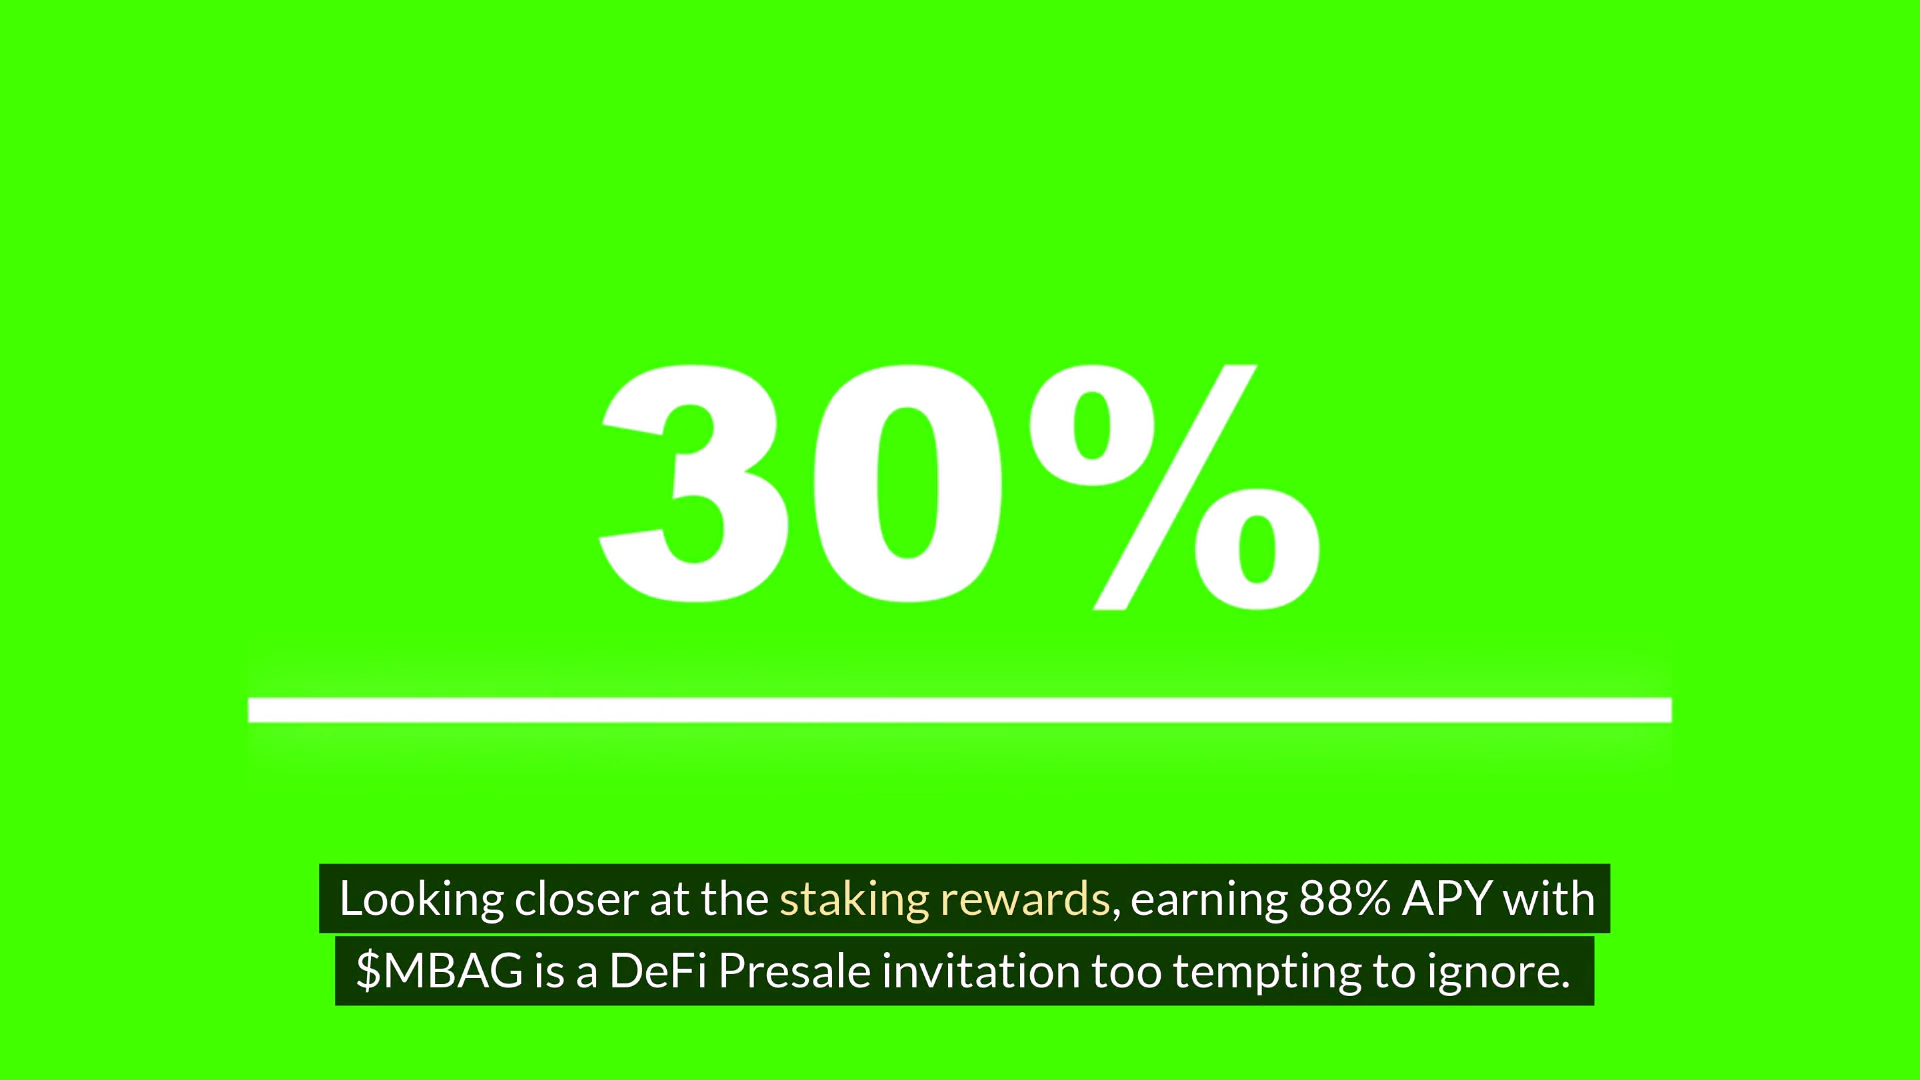 30%
Looking closer at the staking rewards, earning 88% APY with
$MBAG is a DeFi Presale invitation too tempting to ignore.